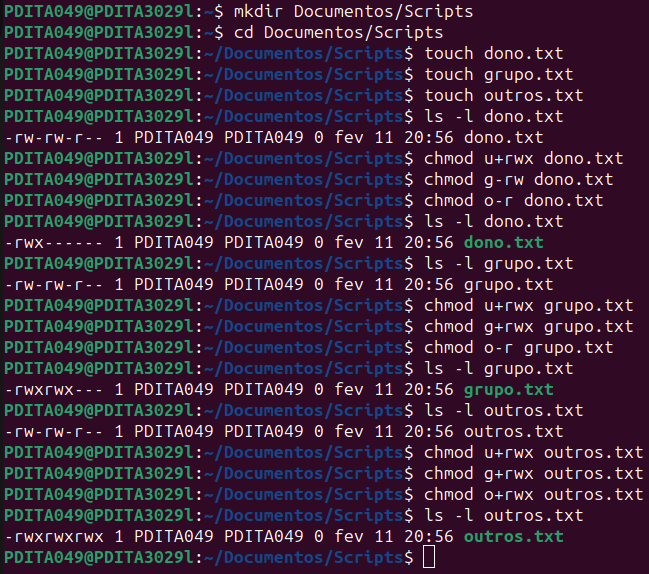 PDITA049@PDITA3029l:~$ mkdir Documentos/Scripts
PDITA049@PDITA3029l:~$ cd Documentos/Scripts
PDITA049@PDITA3029l:~/Documentos/Scripts$ touch dono.txt
PDITA049@PDITA3029l:~/Documentos/Scripts$ touch grupo.txt
PDITA049@PDITA3029l:~/Documentos/Scripts$ touch outros.txt
PDITA049@PDITA3029l:~/Documentos/Scripts$ ls -l dono.txt
-rw-rw-r-- 1 PDITA049 PDITA049 0 fev 11 20:56 dono.txt
PDITA049@PDITA3029l:~/Documentos/Scripts$ chmod u+rwx dono.txt
PDITA049@PDITA3029l:~/Documentos/Scripts$ chmod g-rw dono.txt
PDITA049@PDITA3029l:~/Documentos/Scripts$ chmod o-r dono.txt
PDITA049@PDITA3029l:~/Documentos/Scripts$ ls -l dono.txt
-rwx------ 1 PDITA049 PDITA049 0 fev 11 20:56 dono.txt
PDITA049@PDITA3029l:~/Documentos/Scripts$ ls -l grupo.txt
-rw-rw-r-- 1 PDITA049 PDITA049 0 fev 11 20:56 grupo.txt
PDITA049@PDITA3029l:~/Documentos/Scripts$ chmod u+rwx grupo.txt
PDITA049@PDITA3029l:~/Documentos/Scripts$ chmod g+rwx grupo.txt
PDITA049@PDITA3029l:~/Documentos/Scripts$ chmod o-r grupo.txt
PDITA049@PDITA3029l:~/Documentos/Scripts$ ls -l grupo.txt
-rwxrwx--- 1 PDITA049 PDITA049 0 fev 11 20:56 grupo.txt
PDITA049@PDITA3029l:~/Documentos/Scripts$ ls -l outros.txt
-rw-rw-r-- 1 PDITA049 PDITA049 0 fev 11 20:56 outros.txt
PDITA049@PDITA3029l:~/Documentos/Scripts$ chmod u+rwx outros.txt
PDITA049@PDITA3029l:~/Documentos/Scripts$ chmod g+rwx outros.txt
PDITA049@PDITA3029l:~/Documentos/Scripts$ chmod o+rwx outros.txt
PDITA049@PDITA3029l:~/Documentos/Scripts$ ls -l outros.txt
-rwxrwxrwx 1 PDITA049 PDITA049 0 fev 11 20:56 outros.txt
PDITA049@PDITA3029l:~/Documentos/Scripts$